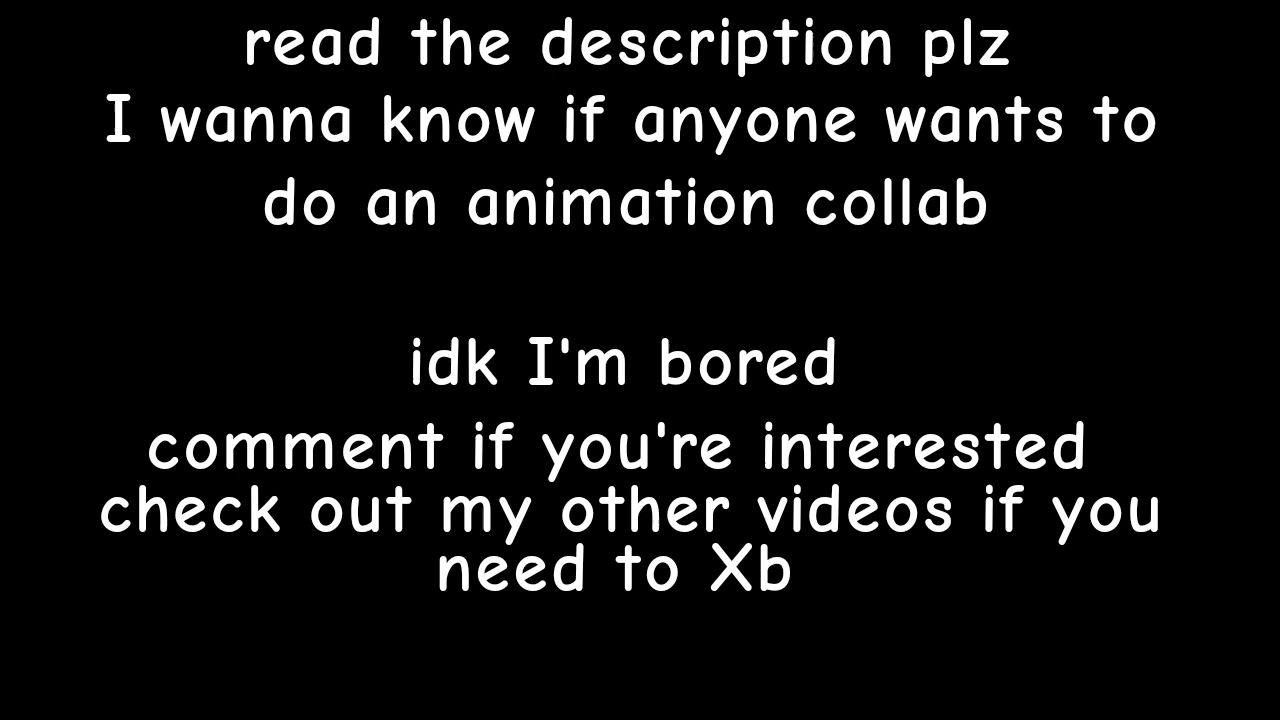 read the description plz
I wanna know if anyone wants to
do an animation collab
idk I'm bored
comment if you're interested
check out my other videos if you
need to Xb